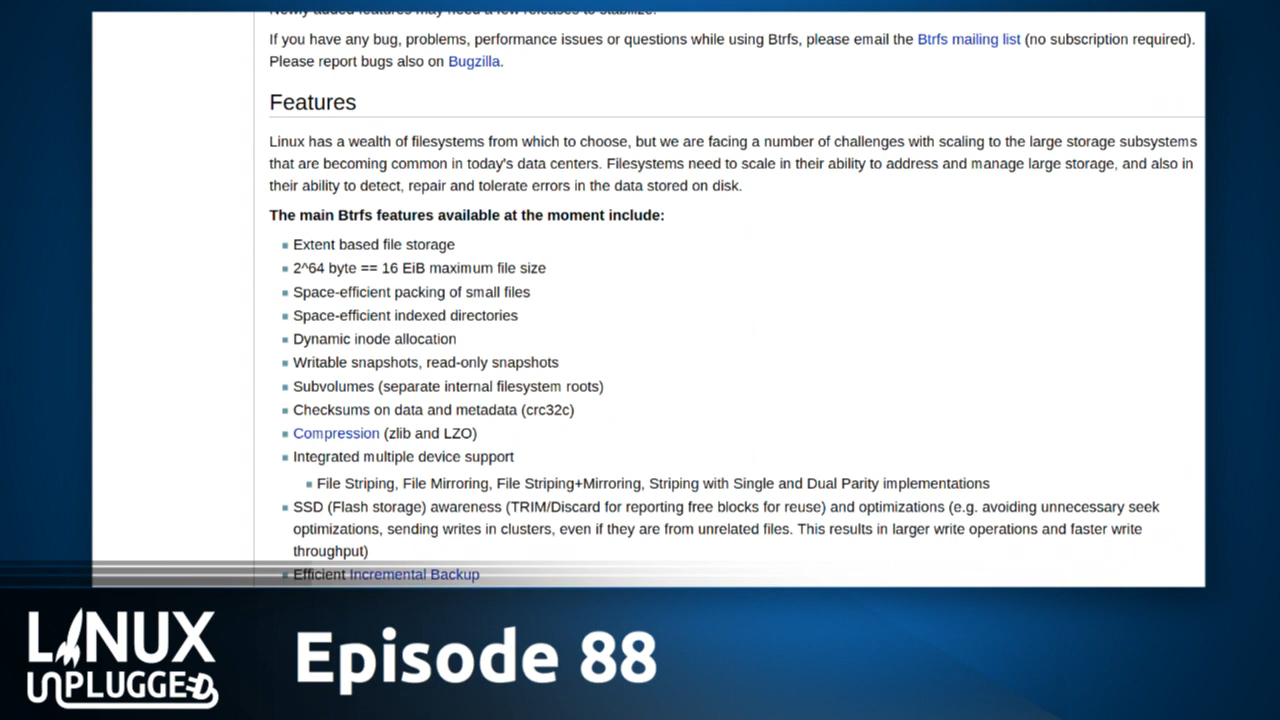 Newly added features may need a few releases to stabilize.
If you have any bug, problems, performance issues or questions while using Btrfs, please email the Btrfs mailing list (no subscription required).
Please report bugs also on Bugzilla.
Features
Linux has a wealth of filesystems from which to choose, but we are facing a number of challenges with scaling to the large storage subsystems
that are becoming common in today's data centers. Filesystems need to scale in their ability to address and manage large storage, and also in
their ability to detect, repair and tolerate errors in the data stored on disk.
The main Btrfs features available at the moment include:
Extent based file storage
2^64 byte == 16 EiB maximum file size
Space-efficient packing of small files
Space-efficient indexed directories
Dynamic inode allocation
Writable snapshots, read-only snapshots
Subvolumes (separate internal filesystem roots)
Checksums on data and metadata (crc32c)
Compression (zlib and LZO)
Integrated multiple device support
File Striping, File Mirroring, File Striping+Mirroring, Striping with Single and Dual Parity implementations
SSD (Flash storage) awareness (TRIM/Discard for reporting free blocks for reuse) and optimizations (e.g. avoiding unnecessary seek
optimizations, sending writes in clusters, even if they are from unrelated files. This results in larger write operations and faster write
throughput)
Efficient Incremental Backup
LINUX
UNPLUGGED
Episode 88